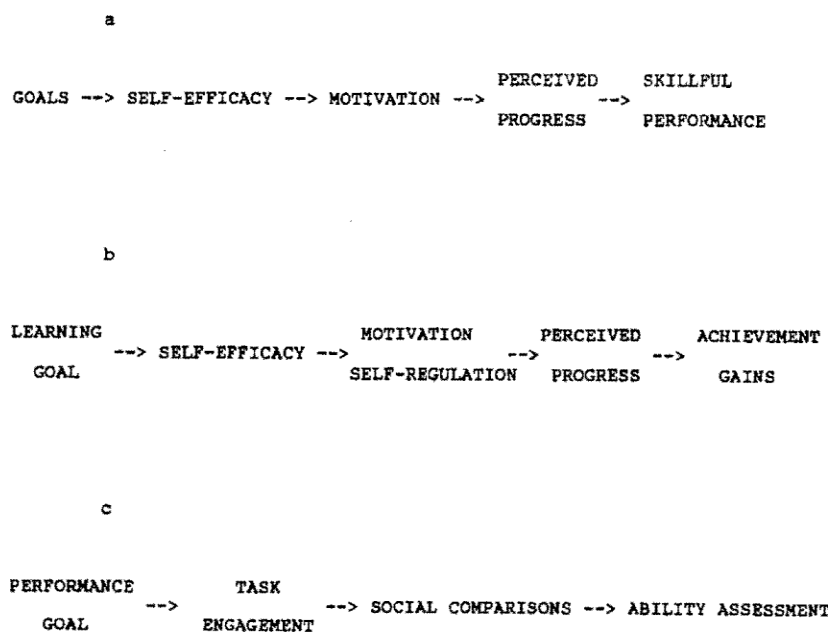 a
PERCEIVED SKILLFUL
GOALS --> SELF-EFFICACY --> MOTIVATION --> -->
PROGRESS PERFORMANCE
b
LEARNING MOTIVATION PERCEIVED ACHIEVEMENT
--> SELF-EFFICACY --> --> -->
GOAL SELF-REGULATION PROGRESS GAINS
c
PERFORMANCE TASK
--> --> SOCIAL COMPARISONS --> ABILITY ASSESSMENT
GOAL ENGAGEMENT